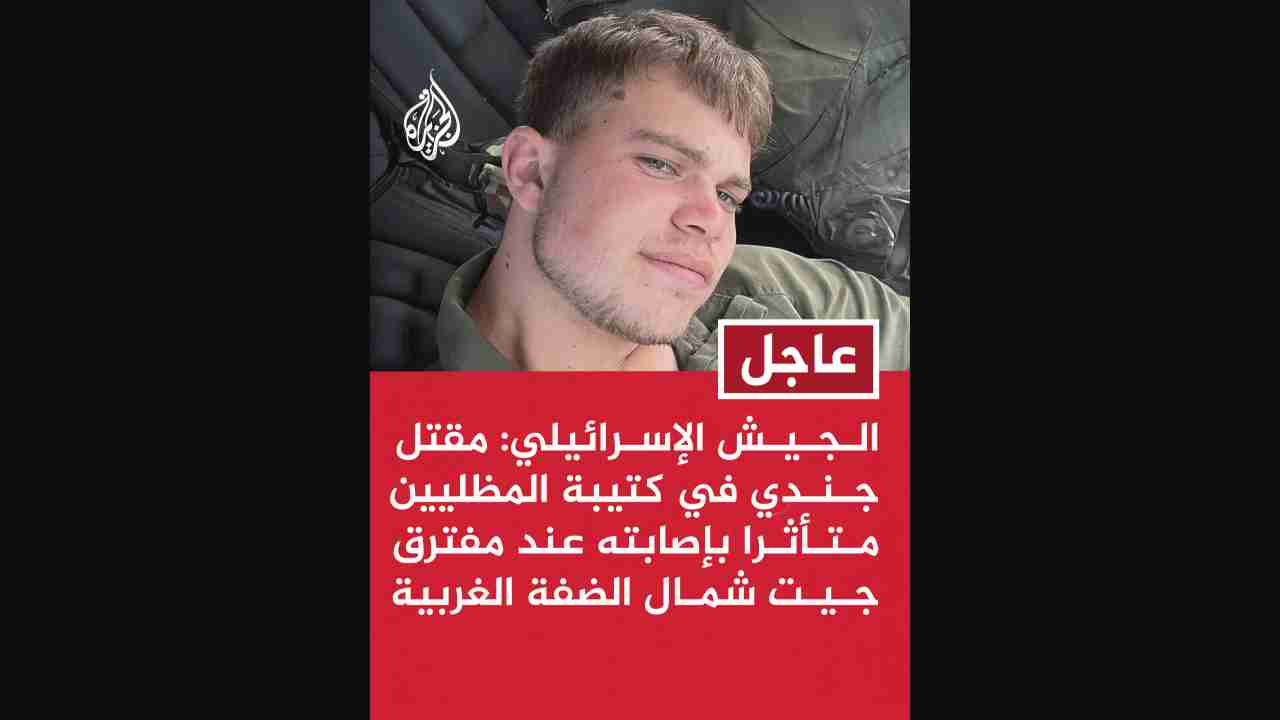 الجزيرة
عاجل
الجيش الإسرائيلي: مقتل
جندي في كتيبة المظليين
متأثرا بإصابته عند مفترق
جيت شمال الضفة الغربية